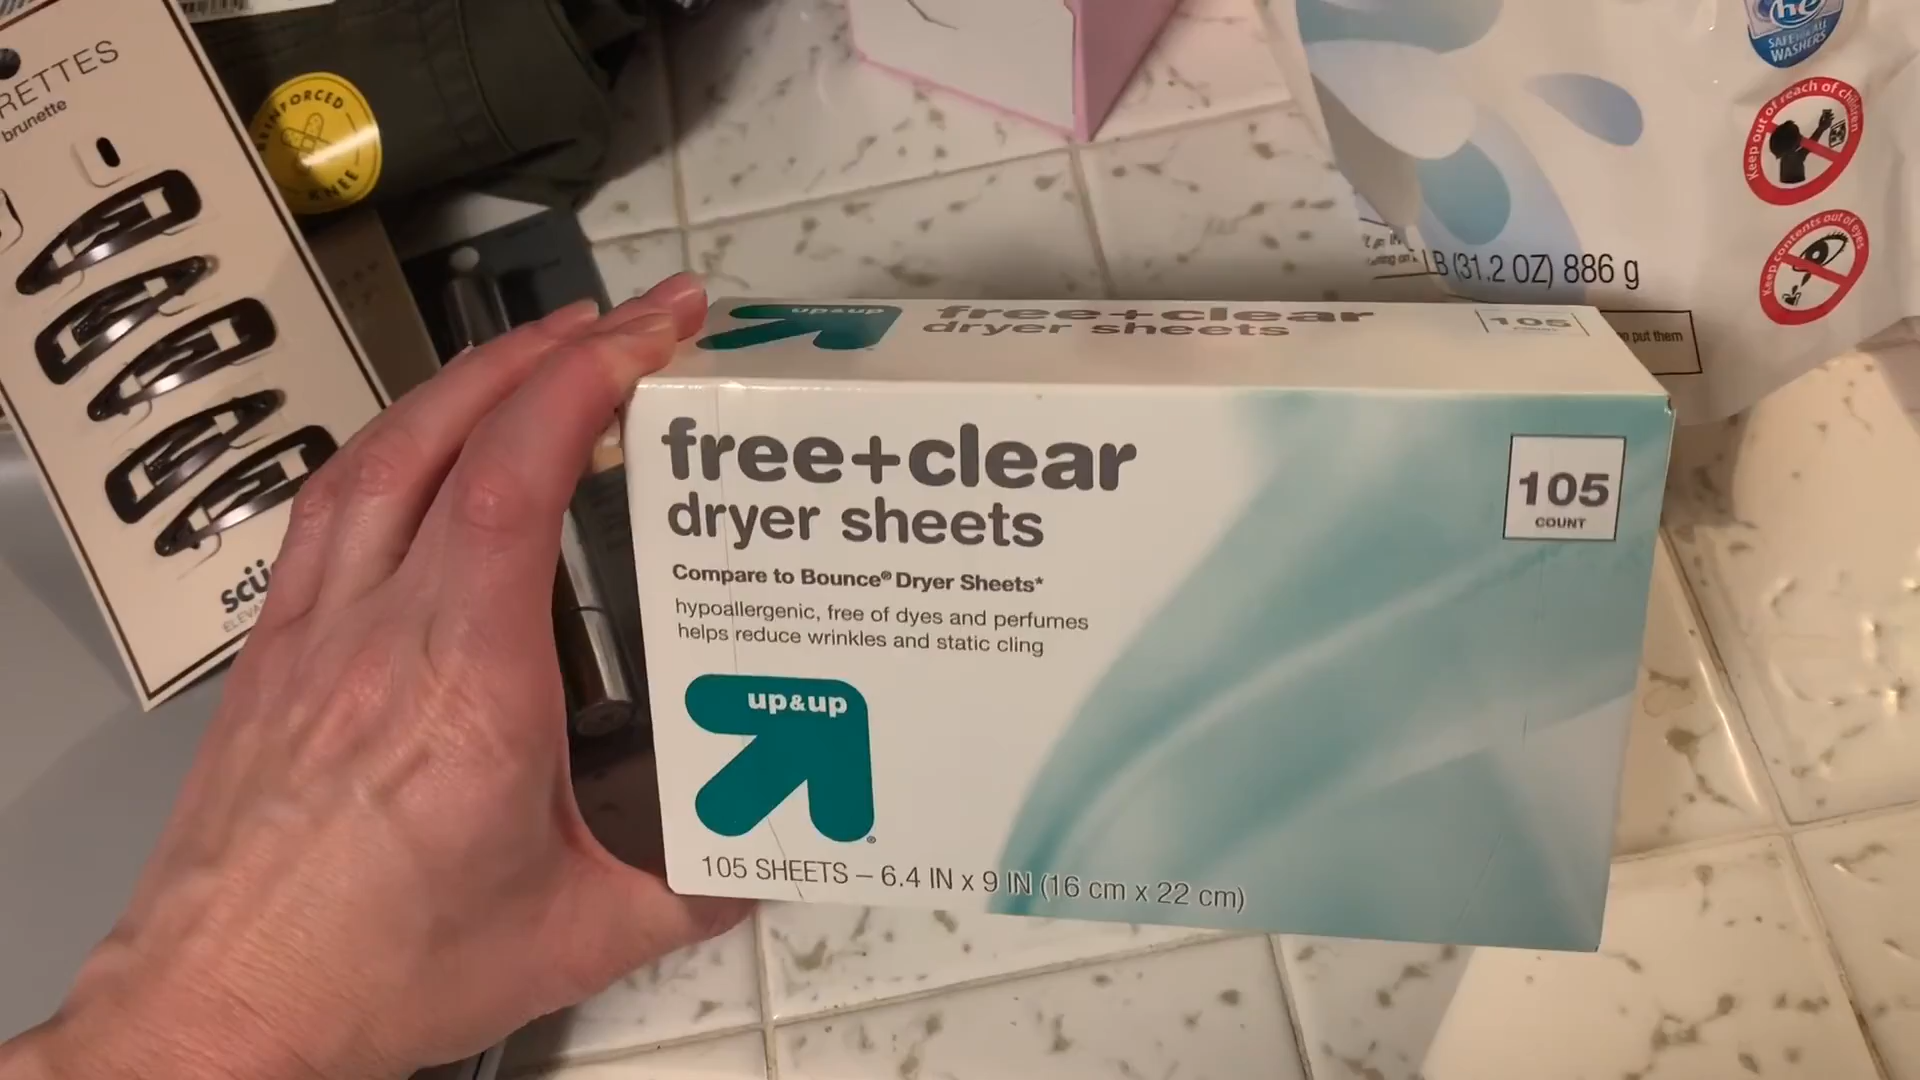 RETTES
brunette
REINFORCED
KNEE
scü
ELEVA
he
SAFE FOR ALL
WASHERS
Keep out of reach of children
Keep contents out of eyes
LB (31.2 OZ) 886 g
put them
up&up
free+clear
dryer sheets
105
free+clear
dryer sheets
105
COUNT
Compare to Bounce® Dryer Sheets*
hypoallergenic, free of dyes and perfumes
helps reduce wrinkles and static cling
up&up
®
105 SHEETS – 6.4 IN x 9 IN (16 cm x 22 cm)